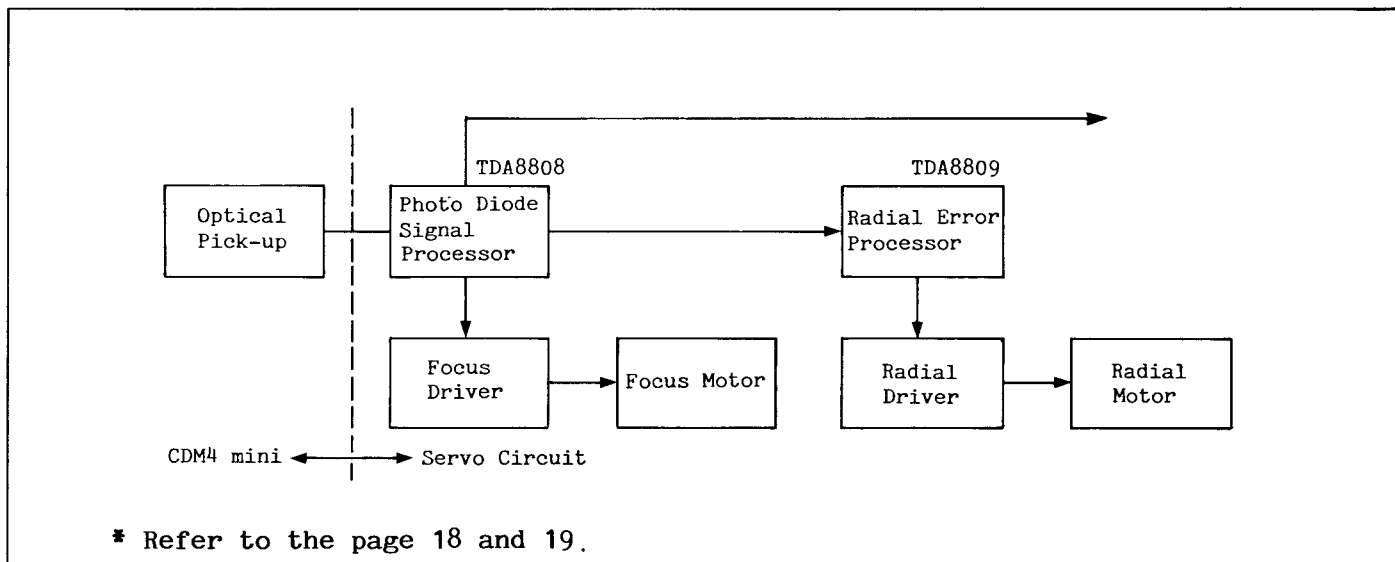 TDA8808
TDA8809
Optical
Pick-up
Photo Diode
Signal
Processor
Radial Error
Processor
Focus
Driver
Focus Motor
Radial
Driver
Radial
Motor
CDM4 mini
Servo Circuit
* Refer to the page 18 and 19.